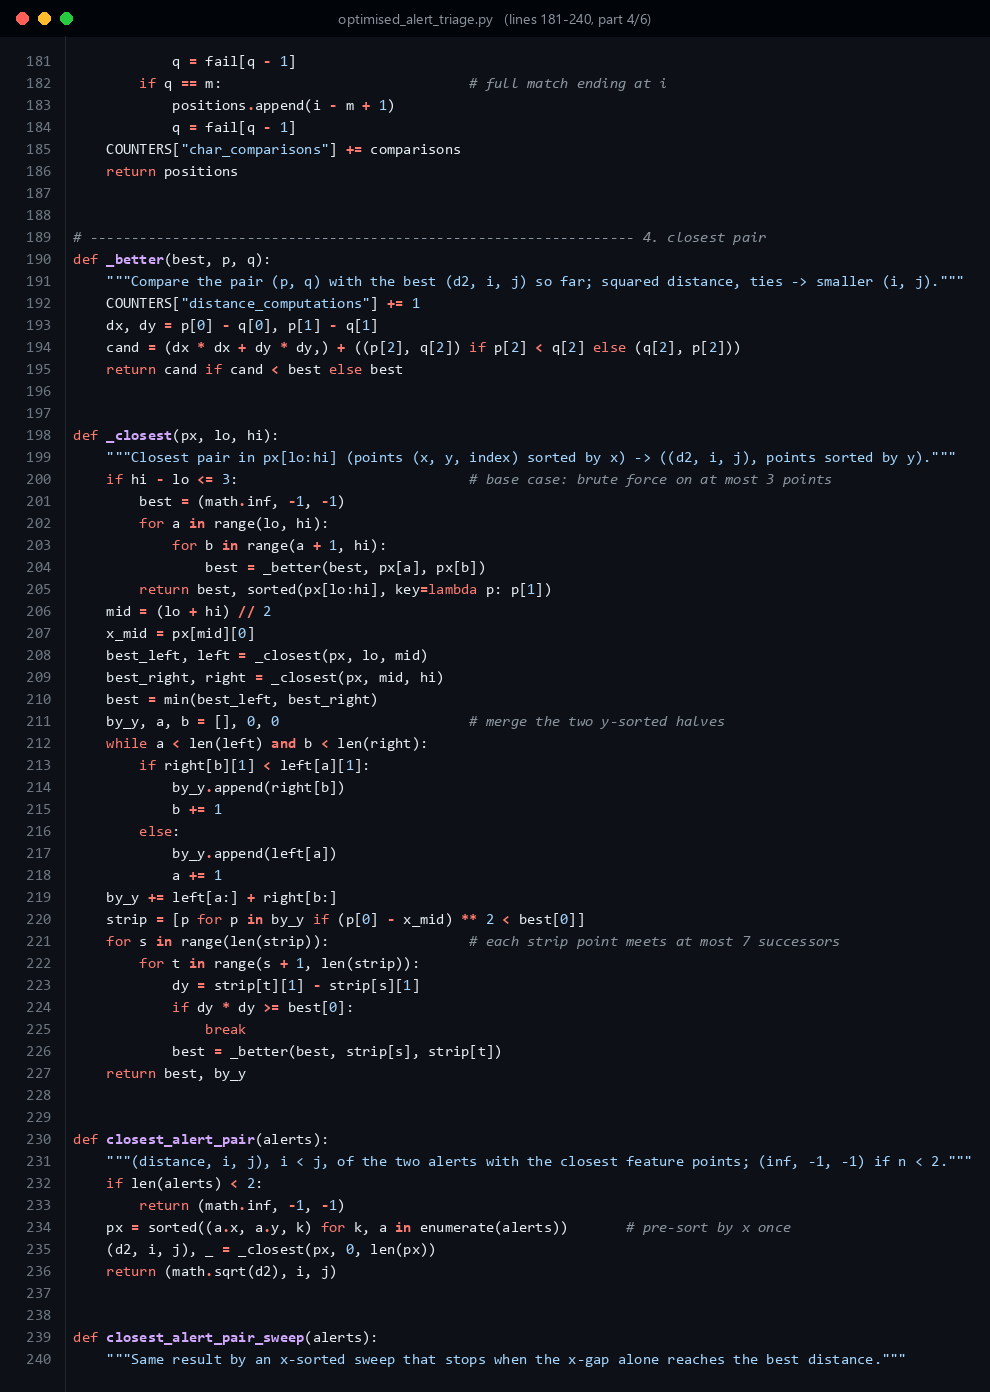 optimised_alert_triage.py   (lines 181-240, part 4/6)
181             q = fail[q - 1]
182         if q == m:                              # full match ending at i
183             positions.append(i - m + 1)
184             q = fail[q - 1]
185     COUNTERS["char_comparisons"] += comparisons
186     return positions
187
188
189 # ------------------------------------------------------------------ 4. closest pair
190 def _better(best, p, q):
191     """Compare the pair (p, q) with the best (d2, i, j) so far; squared distance, ties -> smaller (i, j)."""
192     COUNTERS["distance_computations"] += 1
193     dx, dy = p[0] - q[0], p[1] - q[1]
194     cand = (dx * dx + dy * dy,) + ((p[2], q[2]) if p[2] < q[2] else (q[2], p[2]))
195     return cand if cand < best else best
196
197
198 def _closest(px, lo, hi):
199     """Closest pair in px[lo:hi] (points (x, y, index) sorted by x) -> ((d2, i, j), points sorted by y)."""
200     if hi - lo <= 3:                            # base case: brute force on at most 3 points
201         best = (math.inf, -1, -1)
202         for a in range(lo, hi):
203             for b in range(a + 1, hi):
204                 best = _better(best, px[a], px[b])
205         return best, sorted(px[lo:hi], key=lambda p: p[1])
206     mid = (lo + hi) // 2
207     x_mid = px[mid][0]
208     best_left, left = _closest(px, lo, mid)
209     best_right, right = _closest(px, mid, hi)
210     best = min(best_left, best_right)
211     by_y, a, b = [], 0, 0                       # merge the two y-sorted halves
212     while a < len(left) and b < len(right):
213         if right[b][1] < left[a][1]:
214             by_y.append(right[b])
215             b += 1
216         else:
217             by_y.append(left[a])
218             a += 1
219     by_y += left[a:] + right[b:]
220     strip = [p for p in by_y if (p[0] - x_mid) ** 2 < best[0]]
221     for s in range(len(strip)):                 # each strip point meets at most 7 successors
222         for t in range(s + 1, len(strip)):
223             dy = strip[t][1] - strip[s][1]
224             if dy * dy >= best[0]:
225                 break
226             best = _better(best, strip[s], strip[t])
227     return best, by_y
228
229
230 def closest_alert_pair(alerts):
231     """(distance, i, j), i < j, of the two alerts with the closest feature points; (inf, -1, -1) if n < 2."""
232     if len(alerts) < 2:
233         return (math.inf, -1, -1)
234     px = sorted((a.x, a.y, k) for k, a in enumerate(alerts))       # pre-sort by x once
235     (d2, i, j), _ = _closest(px, 0, len(px))
236     return (math.sqrt(d2), i, j)
237
238
239 def closest_alert_pair_sweep(alerts):
240     """Same result by an x-sorted sweep that stops when the x-gap alone reaches the best distance."""